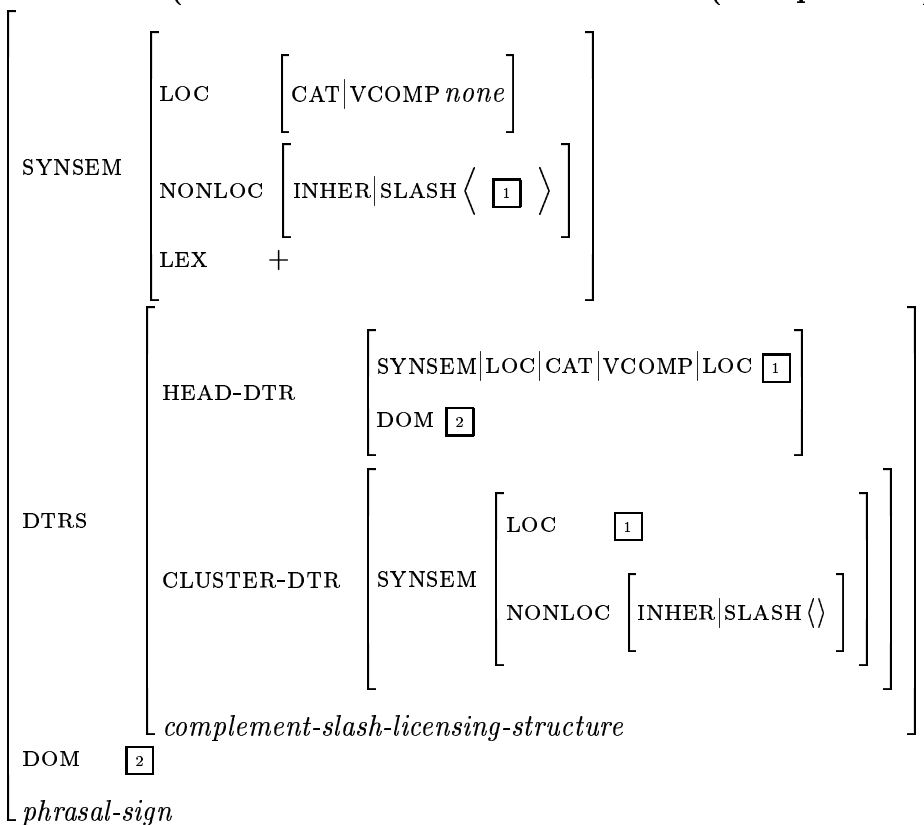 LOC [CAT|VCOMP none]
SYNSEM
NONLOC [INHER|SLASH ⟨ 1 ⟩]
LEX +
SYNSEM|LOC|CAT|VCOMP|LOC 1
HEAD-DTR
DOM 2
DTRS
LOC 1
CLUSTER-DTR SYNSEM
NONLOC [INHER|SLASH ⟨⟩]
complement-slash-licensing-structure
DOM 2
phrasal-sign